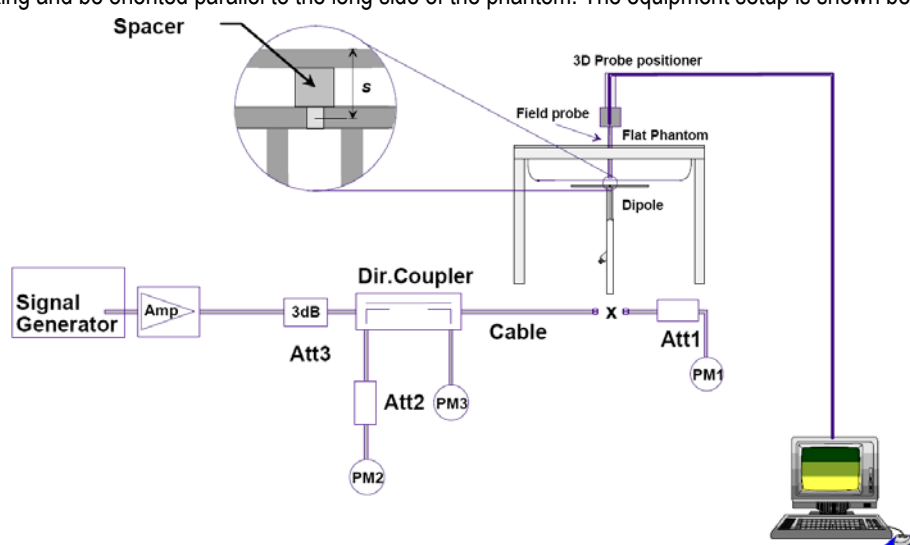 ting and be oriented parallel to the long side of the phantom. The equipment setup is shown be
Spacer
s
3D Probe positioner
Field probe
Flat Phantom
Dipole
Signal
Generator
Amp
3dB
Att3
Dir.Coupler
Cable
x
Att1
PM1
Att2
PM3
PM2